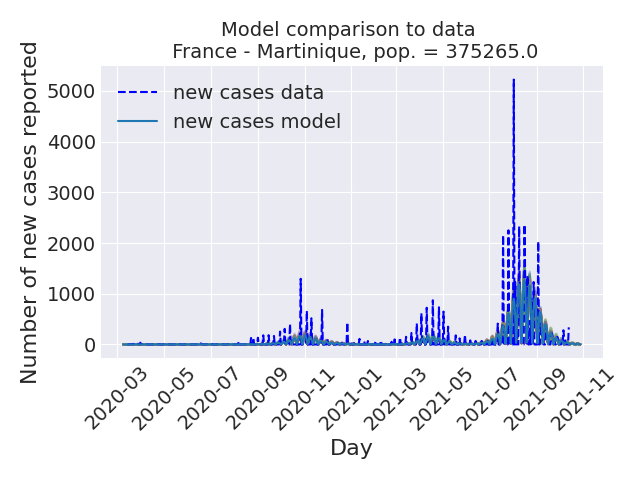 Model comparison to data
France - Martinique, pop. = 375265.0
Number of new cases reported
5000
4000
3000
2000
1000
0
new cases data
new cases model
2020-03
2020-05
2020-07
2020-09
2020-11
2021-01
2021-03
2021-05
2021-07
2021-09
2021-11
Day